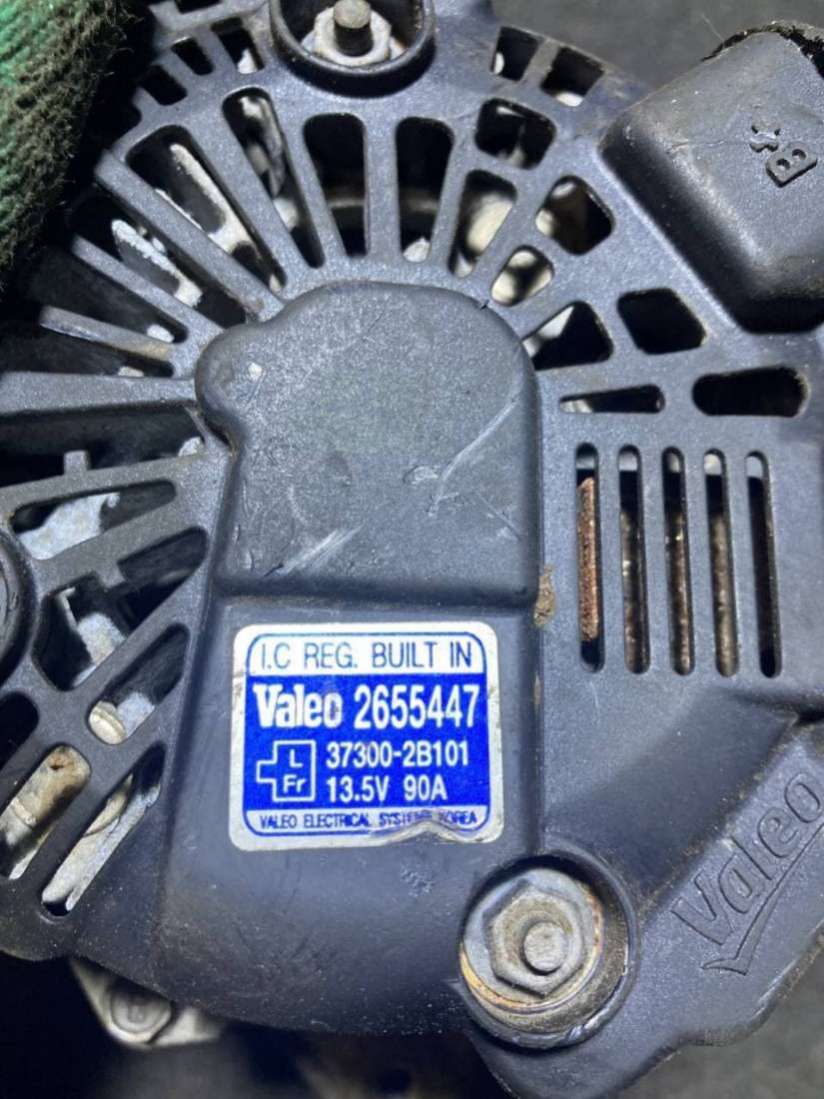 B+
I.C REG. BUILT IN
Valeo 2655447
L 37300-2B101
Fr 13.5V 90A
VALEO ELECTRICAL SYSTEMS KOREA
Valeo